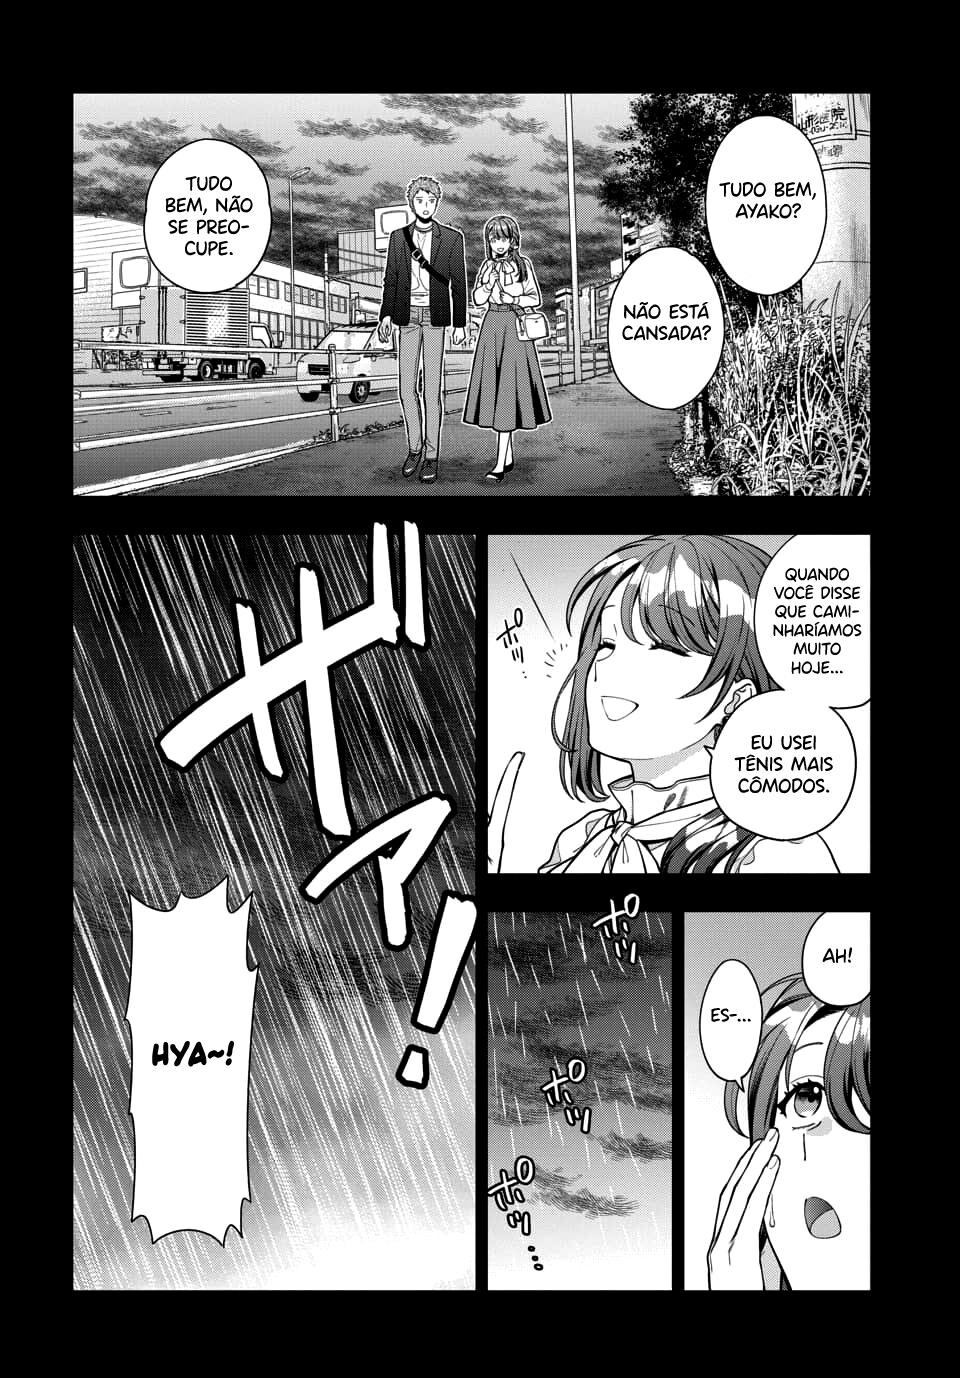 TUDO BEM,
AYAKO?
NÃO ESTÁ
CANSADA?
TUDO
BEM, NÃO
SE PREO-
CUPE.
QUANDO
VOCÊ DISSE
QUE CAMI-
NHARÍAMOS
MUITO
HOJE...
EU USEI
TÊNIS MAIS
CÔMODOS.
ポツ
AH!
ES-...
ポツ
ポツ
ポツ
ザァァ!
HYA~!